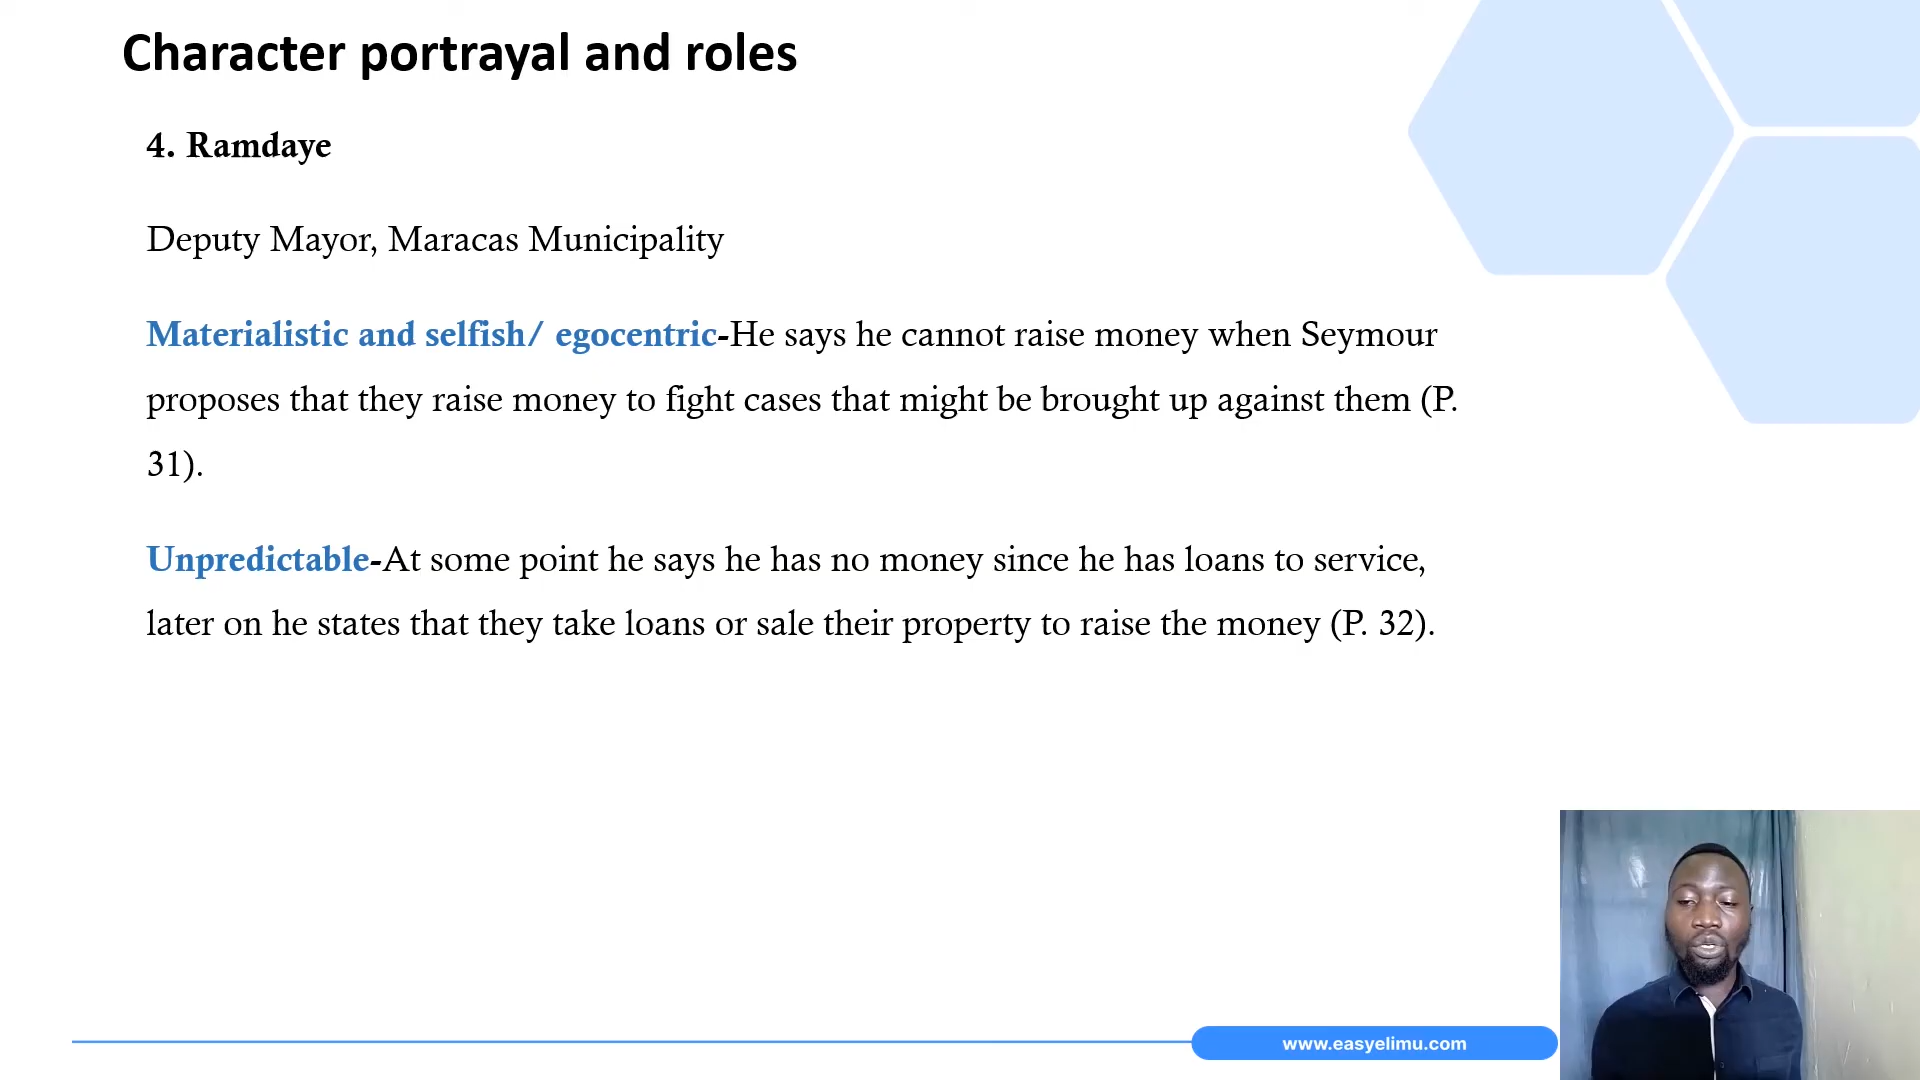 Character portrayal and roles
4. Ramdaye
Deputy Mayor, Maracas Municipality
Materialistic and selfish/ egocentric-He says he cannot raise money when Seymour
proposes that they raise money to fight cases that might be brought up against them (P.
31).
Unpredictable-At some point he says he has no money since he has loans to service,
later on he states that they take loans or sale their property to raise the money (P. 32).
www.easyelimu.com